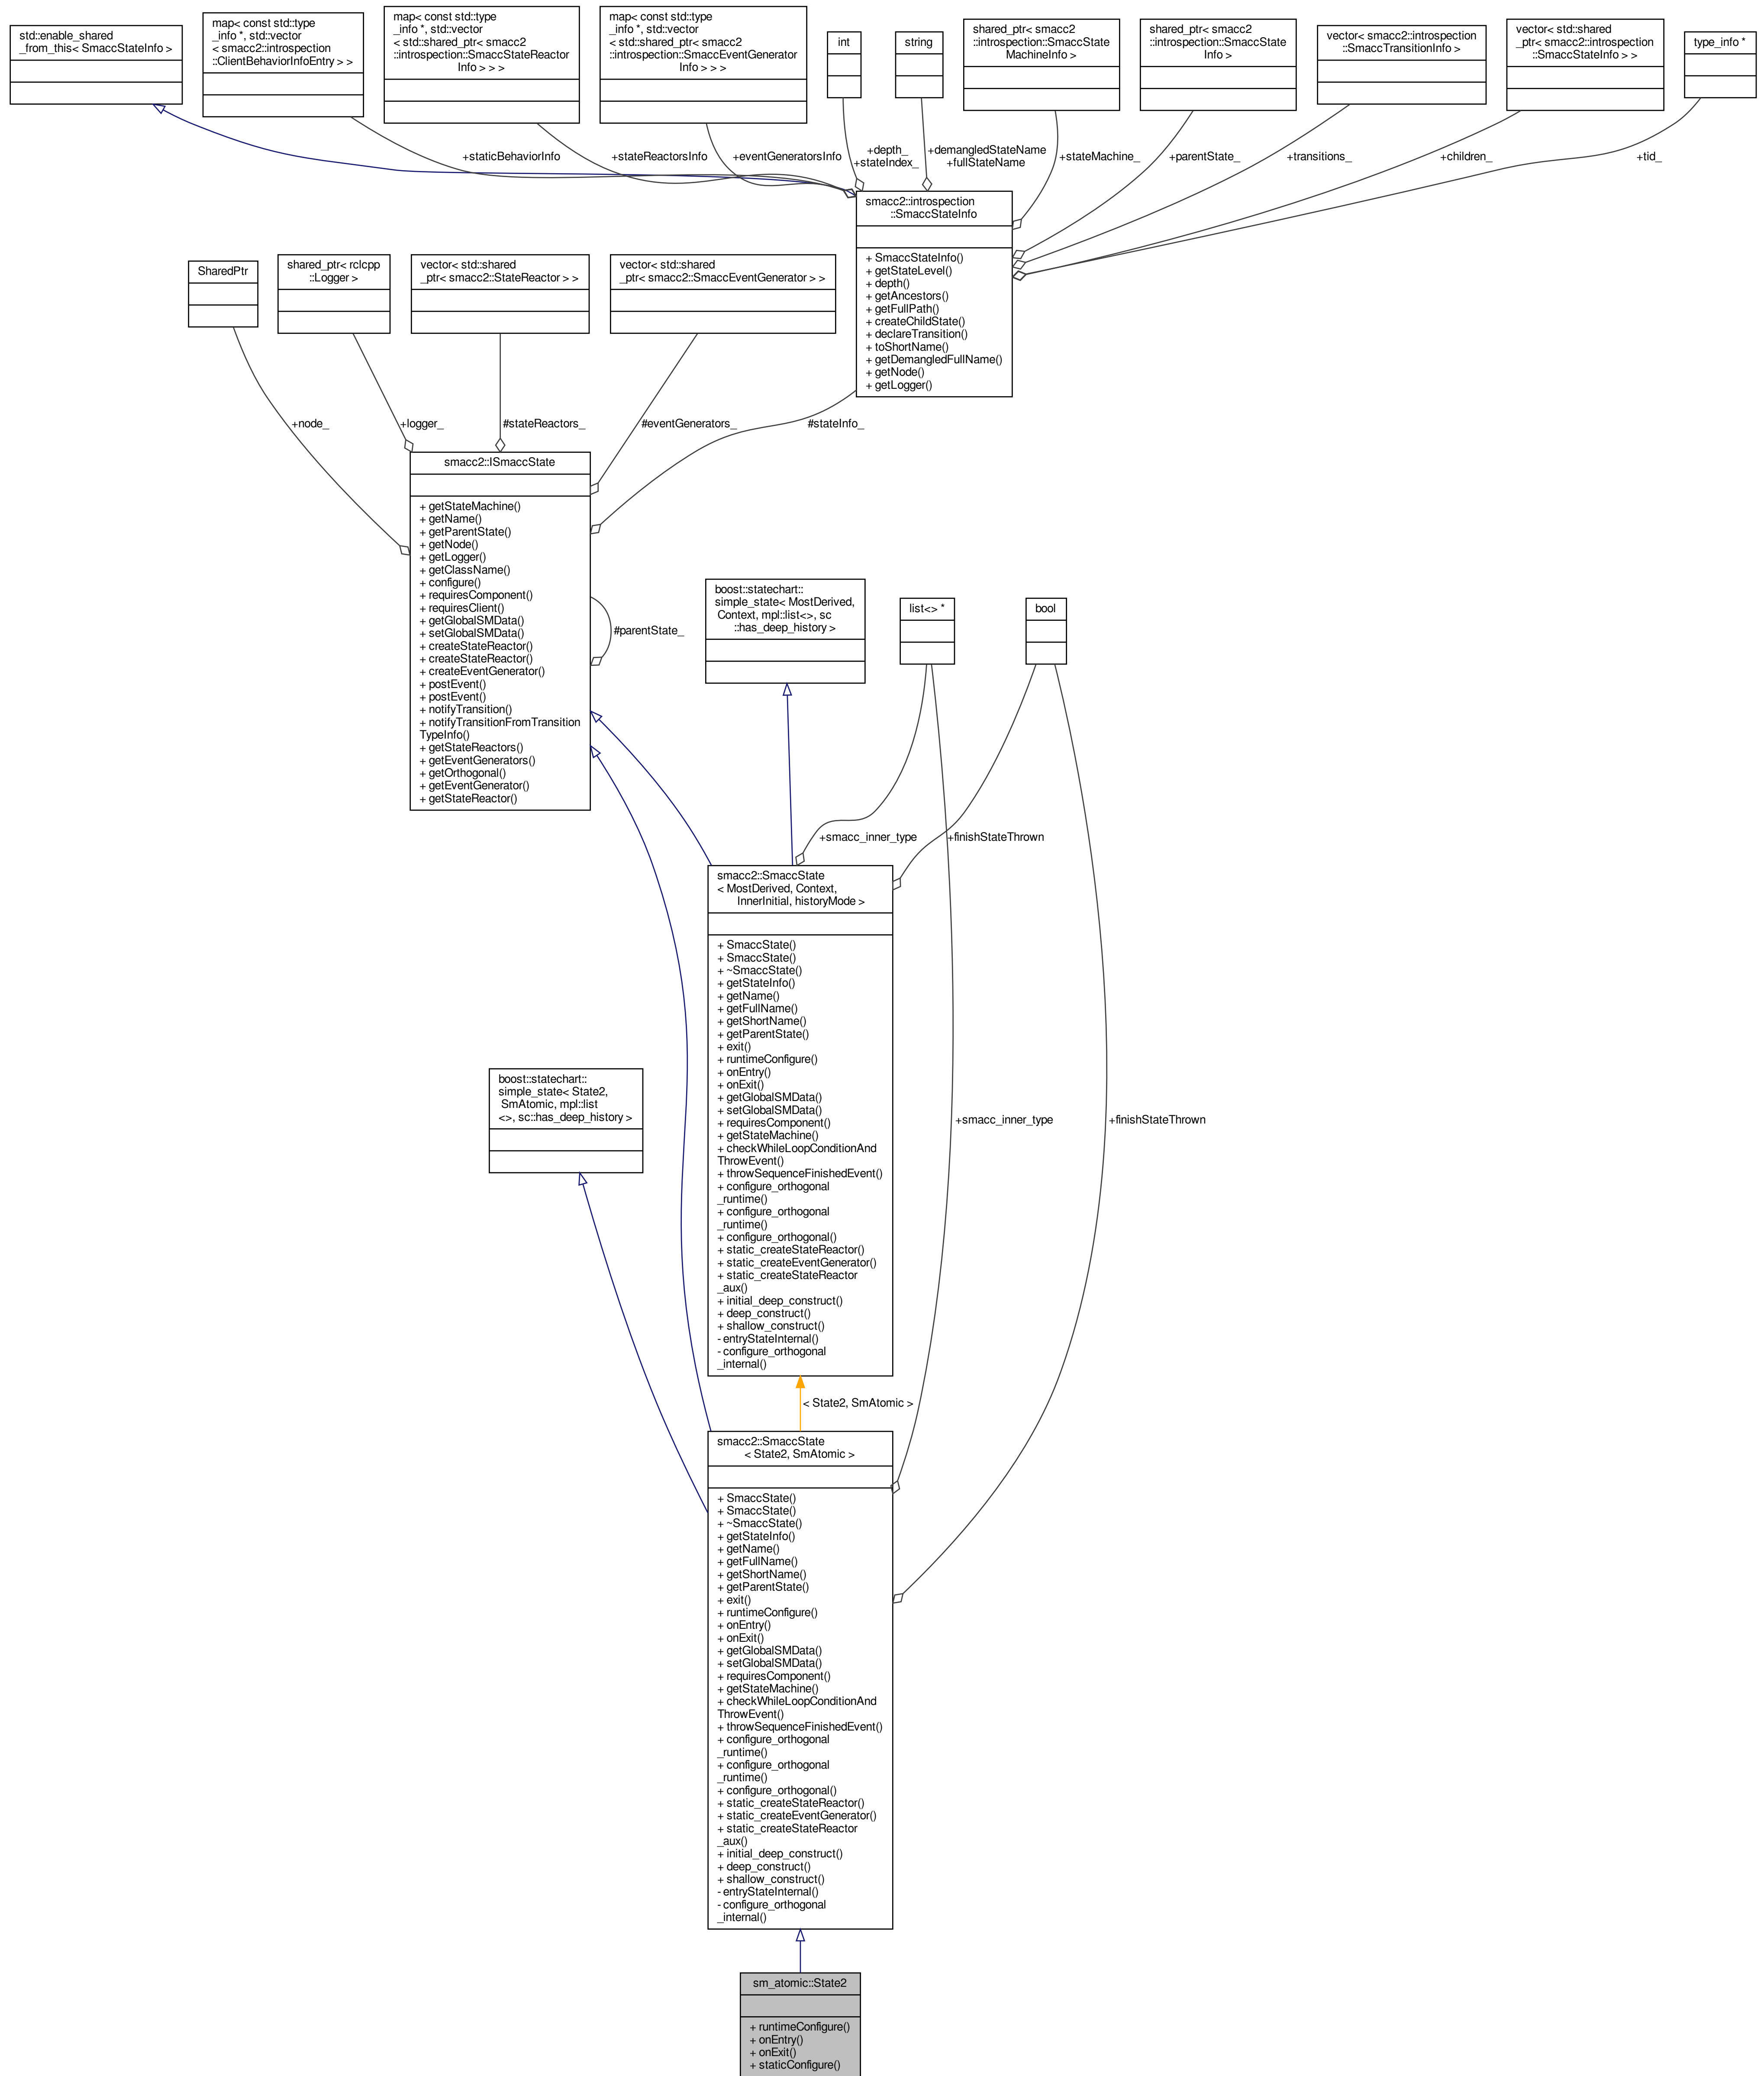 std::enable_shared
_from_this< SmaccStateInfo >
map< const std::type
_info *, std::vector
< smacc2::introspection
::ClientBehaviorInfoEntry > >
map< const std::type
_info *, std::vector
< std::shared_ptr< smacc2
::introspection::SmaccStateReactor
Info > > >
map< const std::type
_info *, std::vector
< std::shared_ptr< smacc2
::introspection::SmaccEventGenerator
Info > > >
int
string
shared_ptr< smacc2
::introspection::SmaccState
MachineInfo >
shared_ptr< smacc2
::introspection::SmaccState
Info >
vector< smacc2::introspection
::SmaccTransitionInfo >
vector< std::shared
_ptr< smacc2::introspection
::SmaccStateInfo > >
type_info *
+staticBehaviorInfo
+stateReactorsInfo
+eventGeneratorsInfo
+depth_
+stateIndex_
+demangledStateName
+fullStateName
+stateMachine_
+parentState_
+transitions_
+children_
+tid_
smacc2::introspection
::SmaccStateInfo
+ SmaccStateInfo()
+ getStateLevel()
+ depth()
+ getAncestors()
+ getFullPath()
+ createChildState()
+ declareTransition()
+ toShortName()
+ getDemangledFullName()
+ getNode()
+ getLogger()
SharedPtr
shared_ptr< rclcpp
::Logger >
vector< std::shared
_ptr< smacc2::StateReactor > >
vector< std::shared
_ptr< smacc2::SmaccEventGenerator > >
+node_
+logger_
#stateReactors_
#eventGenerators_
#stateInfo_
smacc2::ISmaccState
+ getStateMachine()
+ getName()
+ getParentState()
+ getNode()
+ getLogger()
+ getClassName()
+ configure()
+ requiresComponent()
+ requiresClient()
+ getGlobalSMData()
+ setGlobalSMData()
+ createStateReactor()
+ createStateReactor()
+ createEventGenerator()
+ postEvent()
+ postEvent()
+ notifyTransition()
+ notifyTransitionFromTransition
TypeInfo()
+ getStateReactors()
+ getEventGenerators()
+ getOrthogonal()
+ getEventGenerator()
+ getStateReactor()
#parentState_
boost::statechart::
simple_state< MostDerived,
Context, mpl::list<>, sc
::has_deep_history >
list<> *
bool
+smacc_inner_type
+finishStateThrown
smacc2::SmaccState
< MostDerived, Context,
InnerInitial, historyMode >
+ SmaccState()
+ SmaccState()
+ ~SmaccState()
+ getStateInfo()
+ getName()
+ getFullName()
+ getShortName()
+ getParentState()
+ exit()
+ runtimeConfigure()
+ onEntry()
+ onExit()
+ getGlobalSMData()
+ setGlobalSMData()
+ requiresComponent()
+ getStateMachine()
+ checkWhileLoopConditionAnd
ThrowEvent()
+ throwSequenceFinishedEvent()
+ configure_orthogonal
_runtime()
+ configure_orthogonal
_runtime()
+ configure_orthogonal()
+ static_createStateReactor()
+ static_createEventGenerator()
+ static_createStateReactor
_aux()
+ initial_deep_construct()
+ deep_construct()
+ shallow_construct()
- entryStateInternal()
- configure_orthogonal
_internal()
boost::statechart::
simple_state< State2,
SmAtomic, mpl::list
<>, sc::has_deep_history >
+smacc_inner_type
+finishStateThrown
< State2, SmAtomic >
smacc2::SmaccState
< State2, SmAtomic >
+ SmaccState()
+ SmaccState()
+ ~SmaccState()
+ getStateInfo()
+ getName()
+ getFullName()
+ getShortName()
+ getParentState()
+ exit()
+ runtimeConfigure()
+ onEntry()
+ onExit()
+ getGlobalSMData()
+ setGlobalSMData()
+ requiresComponent()
+ getStateMachine()
+ checkWhileLoopConditionAnd
ThrowEvent()
+ throwSequenceFinishedEvent()
+ configure_orthogonal
_runtime()
+ configure_orthogonal
_runtime()
+ configure_orthogonal()
+ static_createStateReactor()
+ static_createEventGenerator()
+ static_createStateReactor
_aux()
+ initial_deep_construct()
+ deep_construct()
+ shallow_construct()
- entryStateInternal()
- configure_orthogonal
_internal()
sm_atomic::State2
+ runtimeConfigure()
+ onEntry()
+ onExit()
+ staticConfigure()